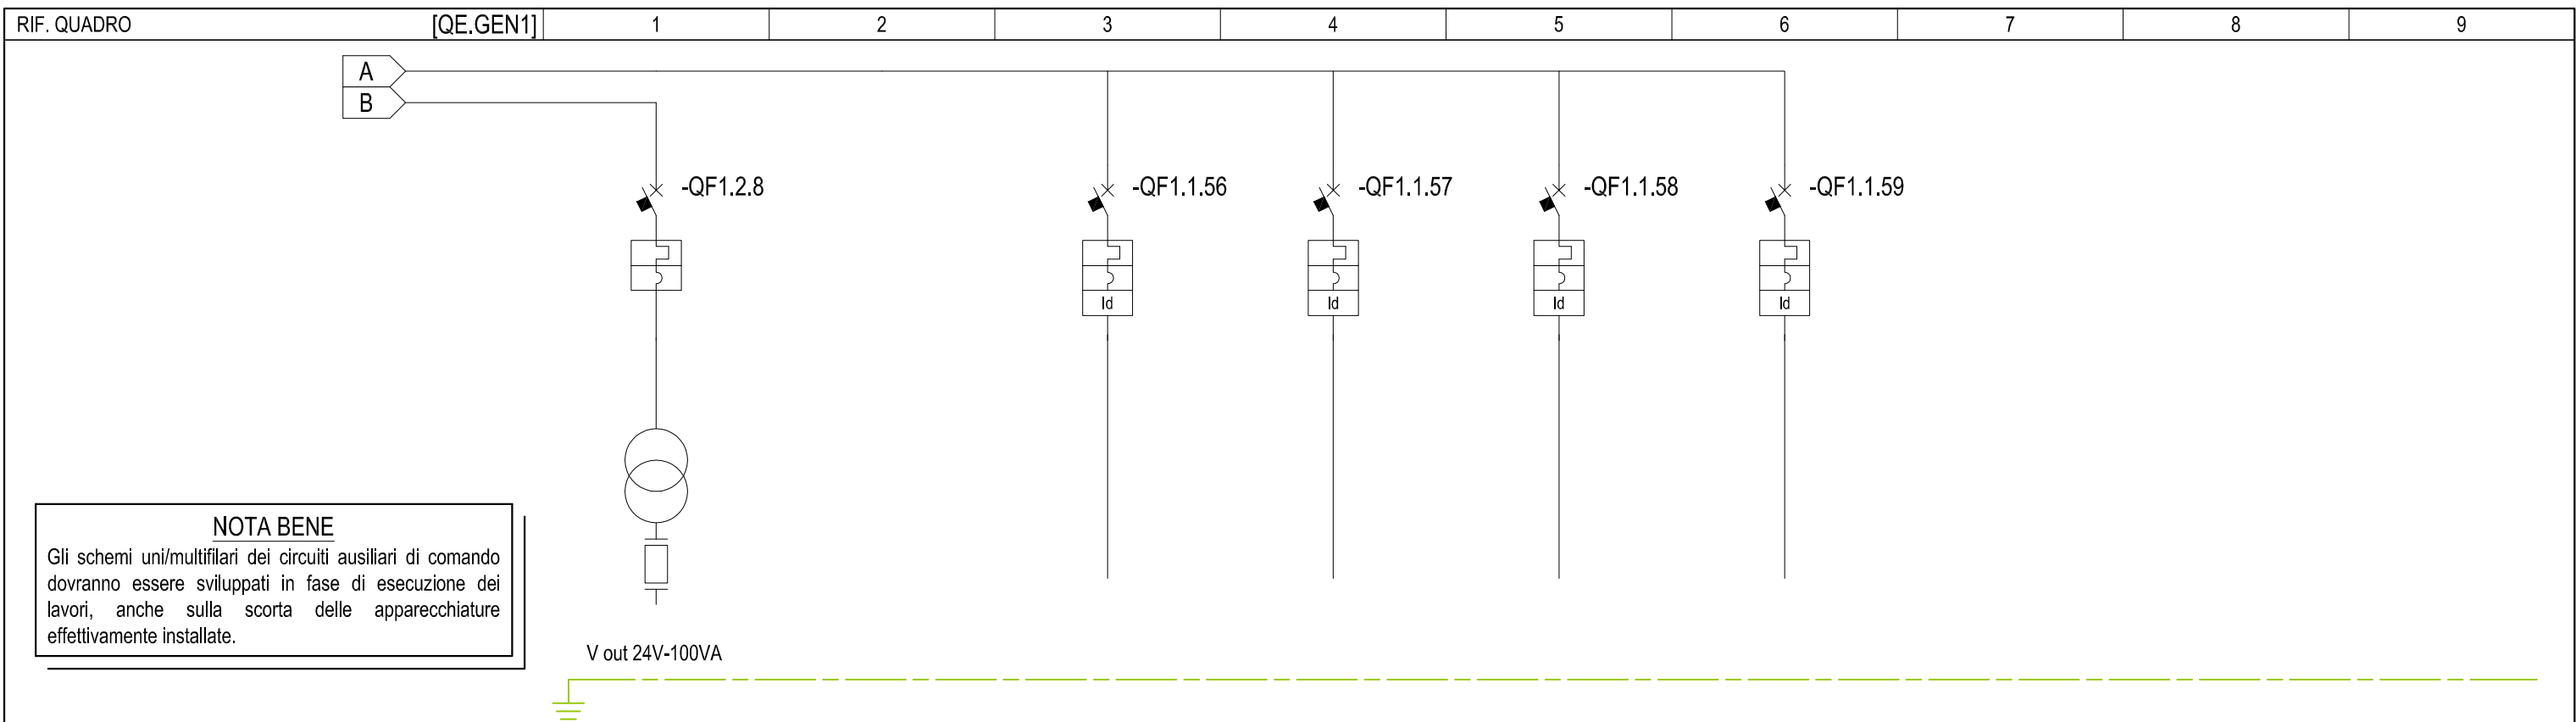 RIF. QUADRO [QE.GEN1] 1 2 3 4 5 6 7 8 9
A
B
-QF1.2.8 -QF1.1.56 -QF1.1.57 -QF1.1.58 -QF1.1.59
Id Id Id Id
NOTA BENE
Gli schemi uni/multifilari dei circuiti ausiliari di comando
dovranno essere sviluppati in fase di esecuzione dei
lavori, anche sulla scorta delle apparecchiature
effettivamente installate.
V out 24V-100VA